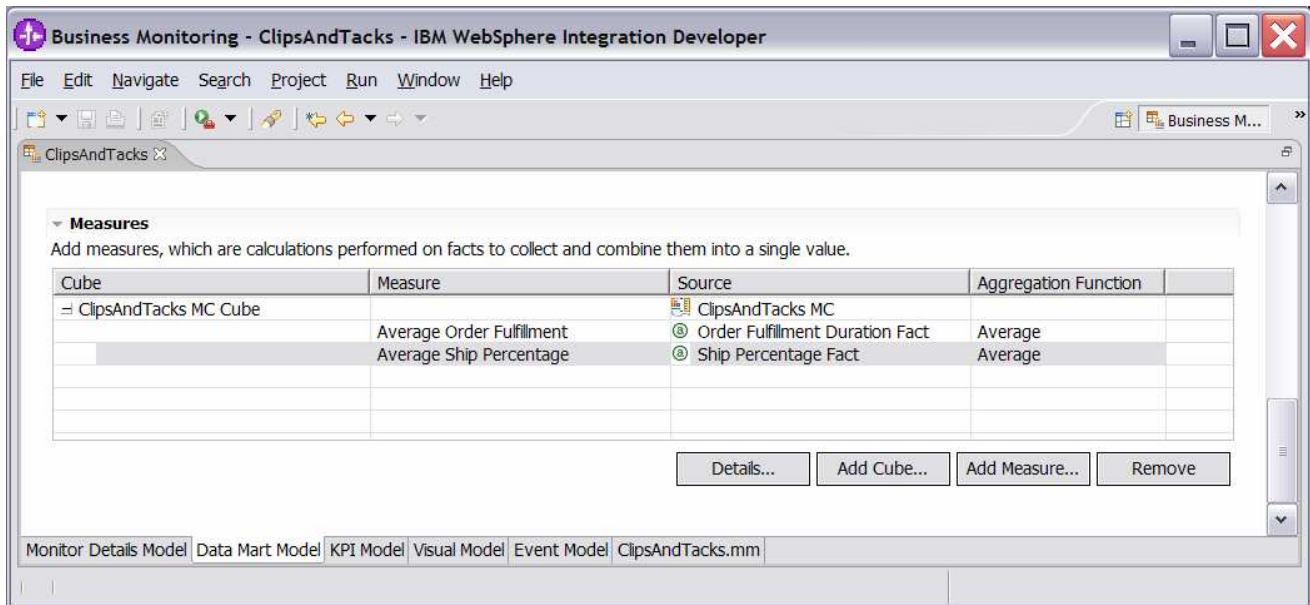 Business Monitoring - ClipsAndTacks - IBM WebSphere Integration Developer
File Edit Navigate Search Project Run Window Help
Business M... »
ClipsAndTacks
Measures
Add measures, which are calculations performed on facts to collect and combine them into a single value.
Cube Measure Source Aggregation Function
ClipsAndTacks MC Cube ClipsAndTacks MC
Average Order Fulfillment Order Fulfillment Duration Fact Average
Average Ship Percentage Ship Percentage Fact Average
Details... Add Cube... Add Measure... Remove
Monitor Details Model Data Mart Model KPI Model Visual Model Event Model ClipsAndTacks.mm